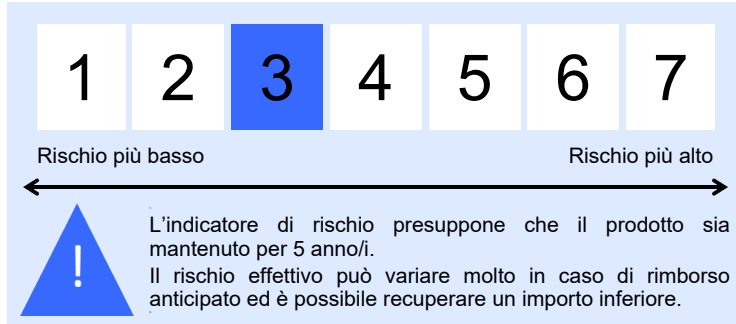 1 2 3 4 5 6 7
Rischio più basso Rischio più alto
L'indicatore di rischio presuppone che il prodotto sia
mantenuto per 5 anno/i.
Il rischio effettivo può variare molto in caso di rimborso
anticipato ed è possibile recuperare un importo inferiore.
!